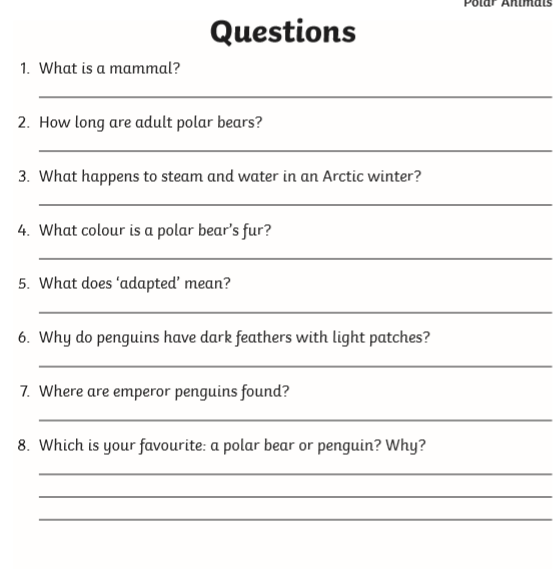 Polar Animals
Questions
1. What is a mammal?
2. How long are adult polar bears?
3. What happens to steam and water in an Arctic winter?
4. What colour is a polar bear's fur?
5. What does ‘adapted’ mean?
6. Why do penguins have dark feathers with light patches?
7. Where are emperor penguins found?
8. Which is your favourite: a polar bear or penguin? Why?